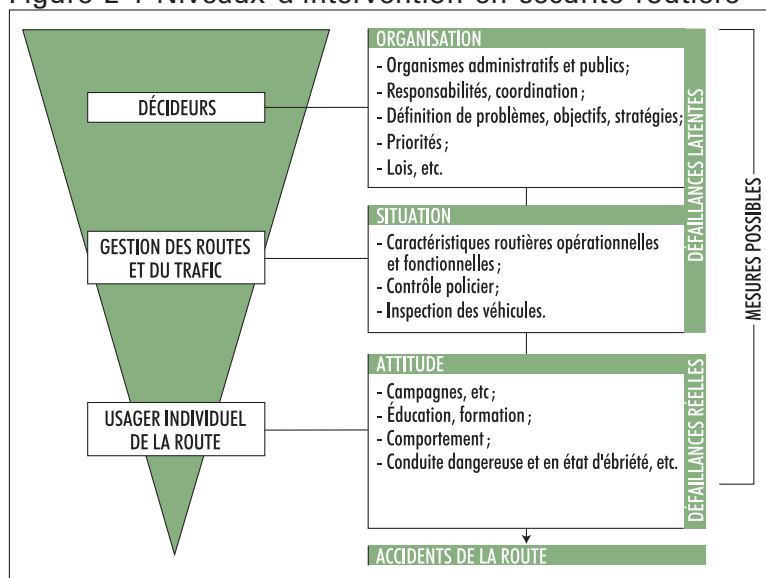 Figure 2-1 Niveaux d'intervention en sécurité routière
ORGANISATION
- Organismes administratifs et publics;
- Responsabilités, coordination;
- Définition de problèmes, objectifs, stratégies;
- Priorités;
- Lois, etc.
DÉCIDEURS
DÉFAILLANCES LATENTES
SITUATION
- Caractéristiques routières opérationnelles
et fonctionnelles;
- Contrôle policier;
- Inspection des véhicules.
GESTION DES ROUTES
ET DU TRAFIC
MESURES POSSIBLES
ATTITUDE
- Campagnes, etc;
- Éducation, formation;
- Comportement;
- Conduite dangereuse et en état d'ébriété, etc.
USAGER INDIVIDUEL
DE LA ROUTE
DÉFAILLANCES RÉELLES
ACCIDENTS DE LA ROUTE